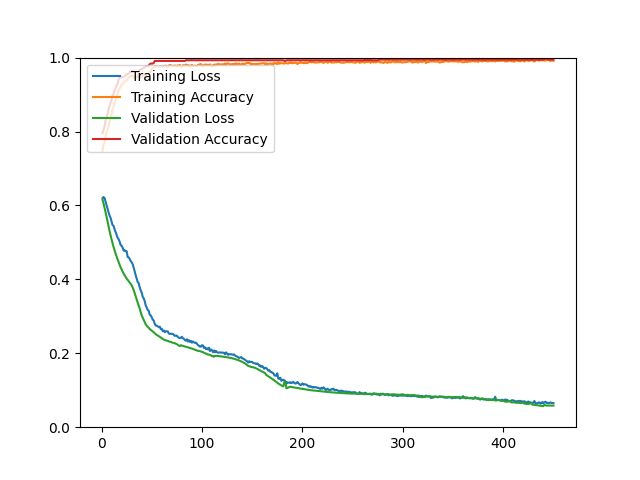 1.0
0.8
0.6
0.4
0.2
0.0
Training Loss
Training Accuracy
Validation Loss
Validation Accuracy
0 100 200 300 400